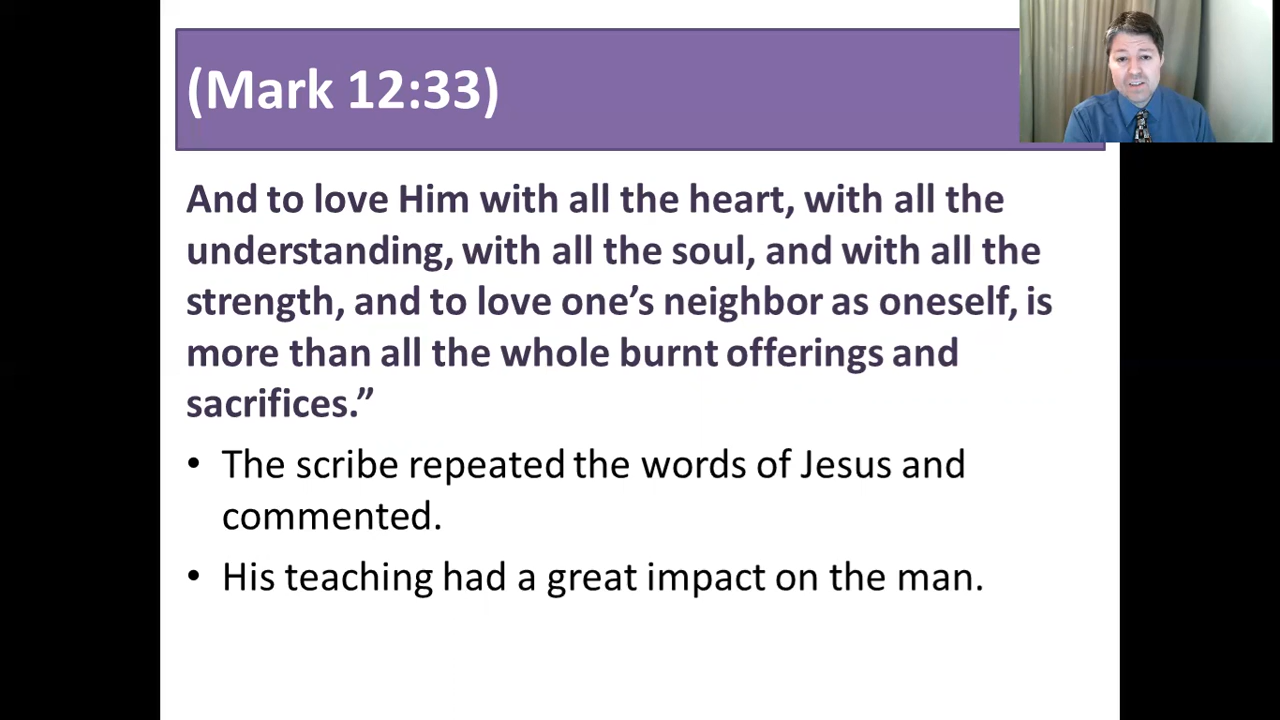 (Mark 12:33)
And to love Him with all the heart, with all the
understanding, with all the soul, and with all the
strength, and to love one’s neighbor as oneself, is
more than all the whole burnt offerings and
sacrifices.”
• The scribe repeated the words of Jesus and
commented.
• His teaching had a great impact on the man.